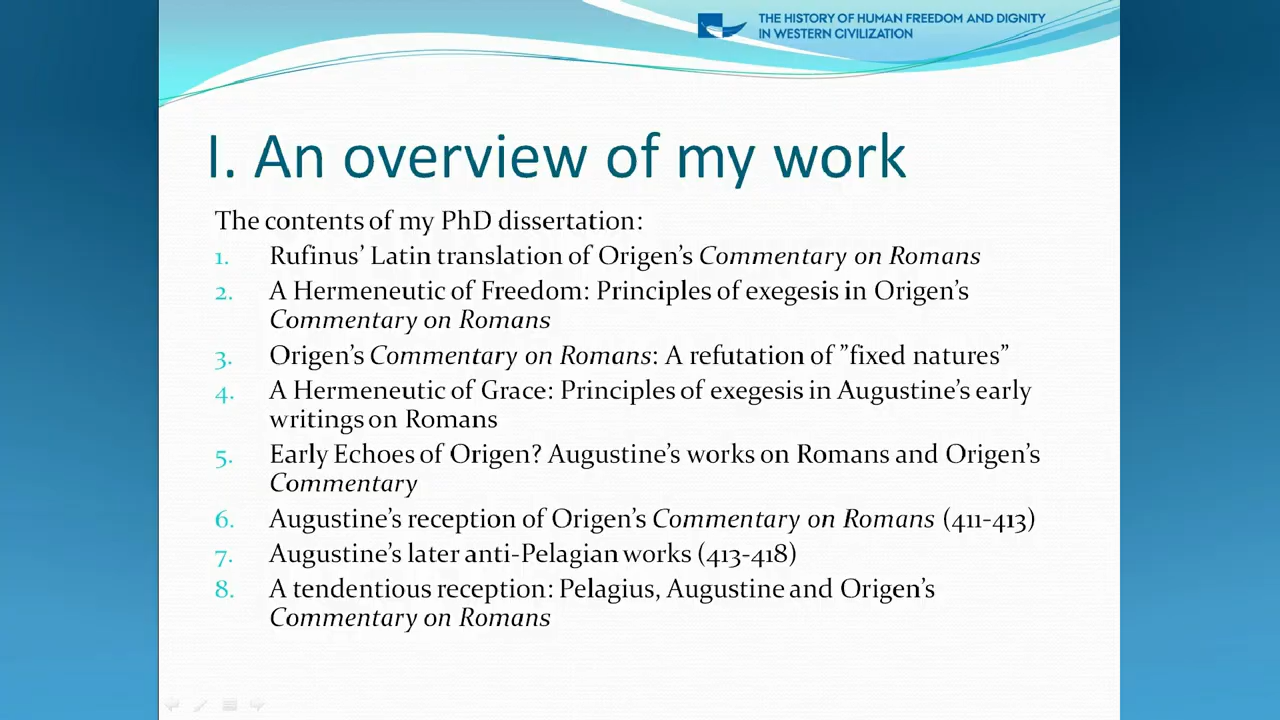 THE HISTORY OF HUMAN FREEDOM AND DIGNITY
IN WESTERN CIVILIZATION
I. An overview of my work
The contents of my PhD dissertation:
1. Rufinus’ Latin translation of Origen’s Commentary on Romans
2. A Hermeneutic of Freedom: Principles of exegesis in Origen’s
Commentary on Romans
3. Origen’s Commentary on Romans: A refutation of ”fixed natures”
4. A Hermeneutic of Grace: Principles of exegesis in Augustine’s early
writings on Romans
5. Early Echoes of Origen? Augustine’s works on Romans and Origen’s
Commentary
6. Augustine’s reception of Origen’s Commentary on Romans (411-413)
7. Augustine’s later anti-Pelagian works (413-418)
8. A tendentious reception: Pelagius, Augustine and Origen’s
Commentary on Romans